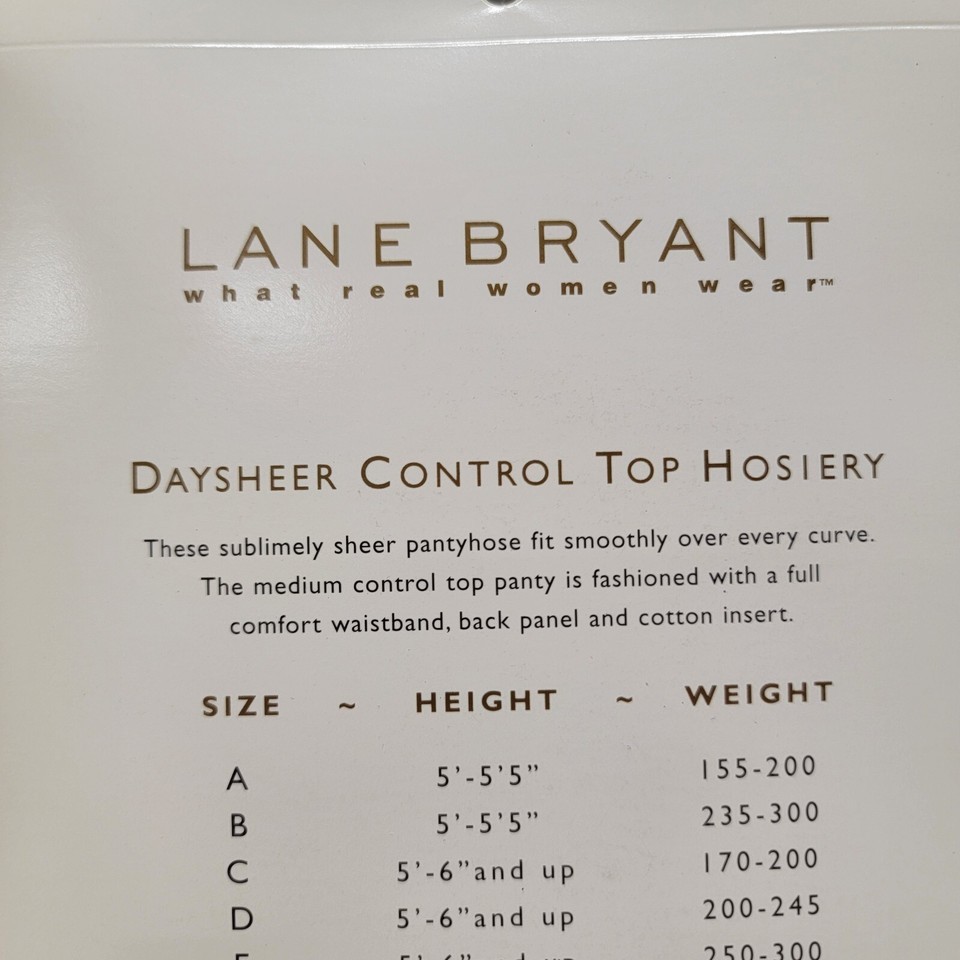 LANE BRYANT
what real women wear™
DAYSHEER CONTROL TOP HOSIERY
These sublimely sheer pantyhose fit smoothly over every curve.
The medium control top panty is fashioned with a full
comfort waistband, back panel and cotton insert.
SIZE ~ HEIGHT ~ WEIGHT
A 5'-5'5" 155-200
B 5'-5'5" 235-300
C 5'-6"and up 170-200
D 5'-6"and up 200-245
250-300